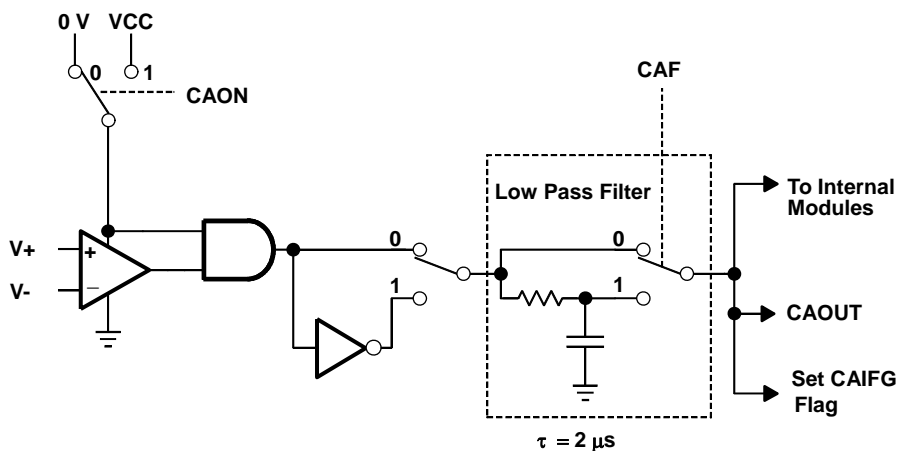 0 V VCC
0 1
CAON
CAF
Low Pass Filter
V+
V-
+
−
0
1
0
1
To Internal
Modules
CAOUT
Set CAIFG
Flag
τ = 2 μs